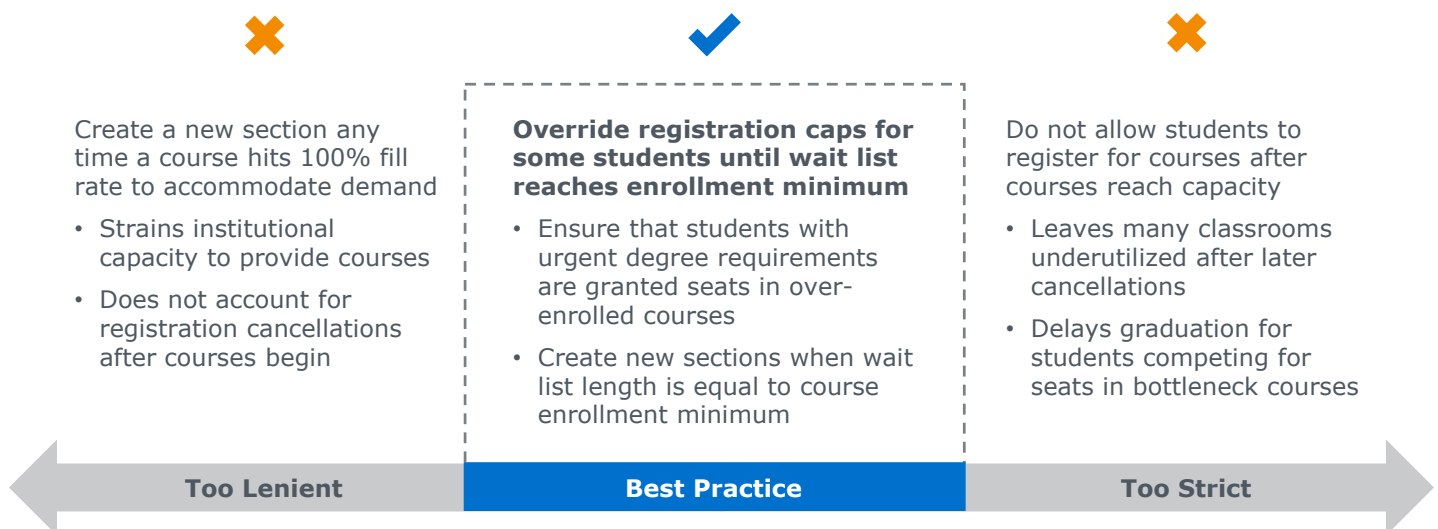 Create a new section any
time a course hits 100% fill
rate to accommodate demand
• Strains institutional
capacity to provide courses
• Does not account for
registration cancellations
after courses begin
Override registration caps for
some students until wait list
reaches enrollment minimum
• Ensure that students with
urgent degree requirements
are granted seats in over-
enrolled courses
• Create new sections when wait
list length is equal to course
enrollment minimum
Do not allow students to
register for courses after
courses reach capacity
• Leaves many classrooms
underutilized after later
cancellations
• Delays graduation for
students competing for
seats in bottleneck courses
Too Lenient
Best Practice
Too Strict